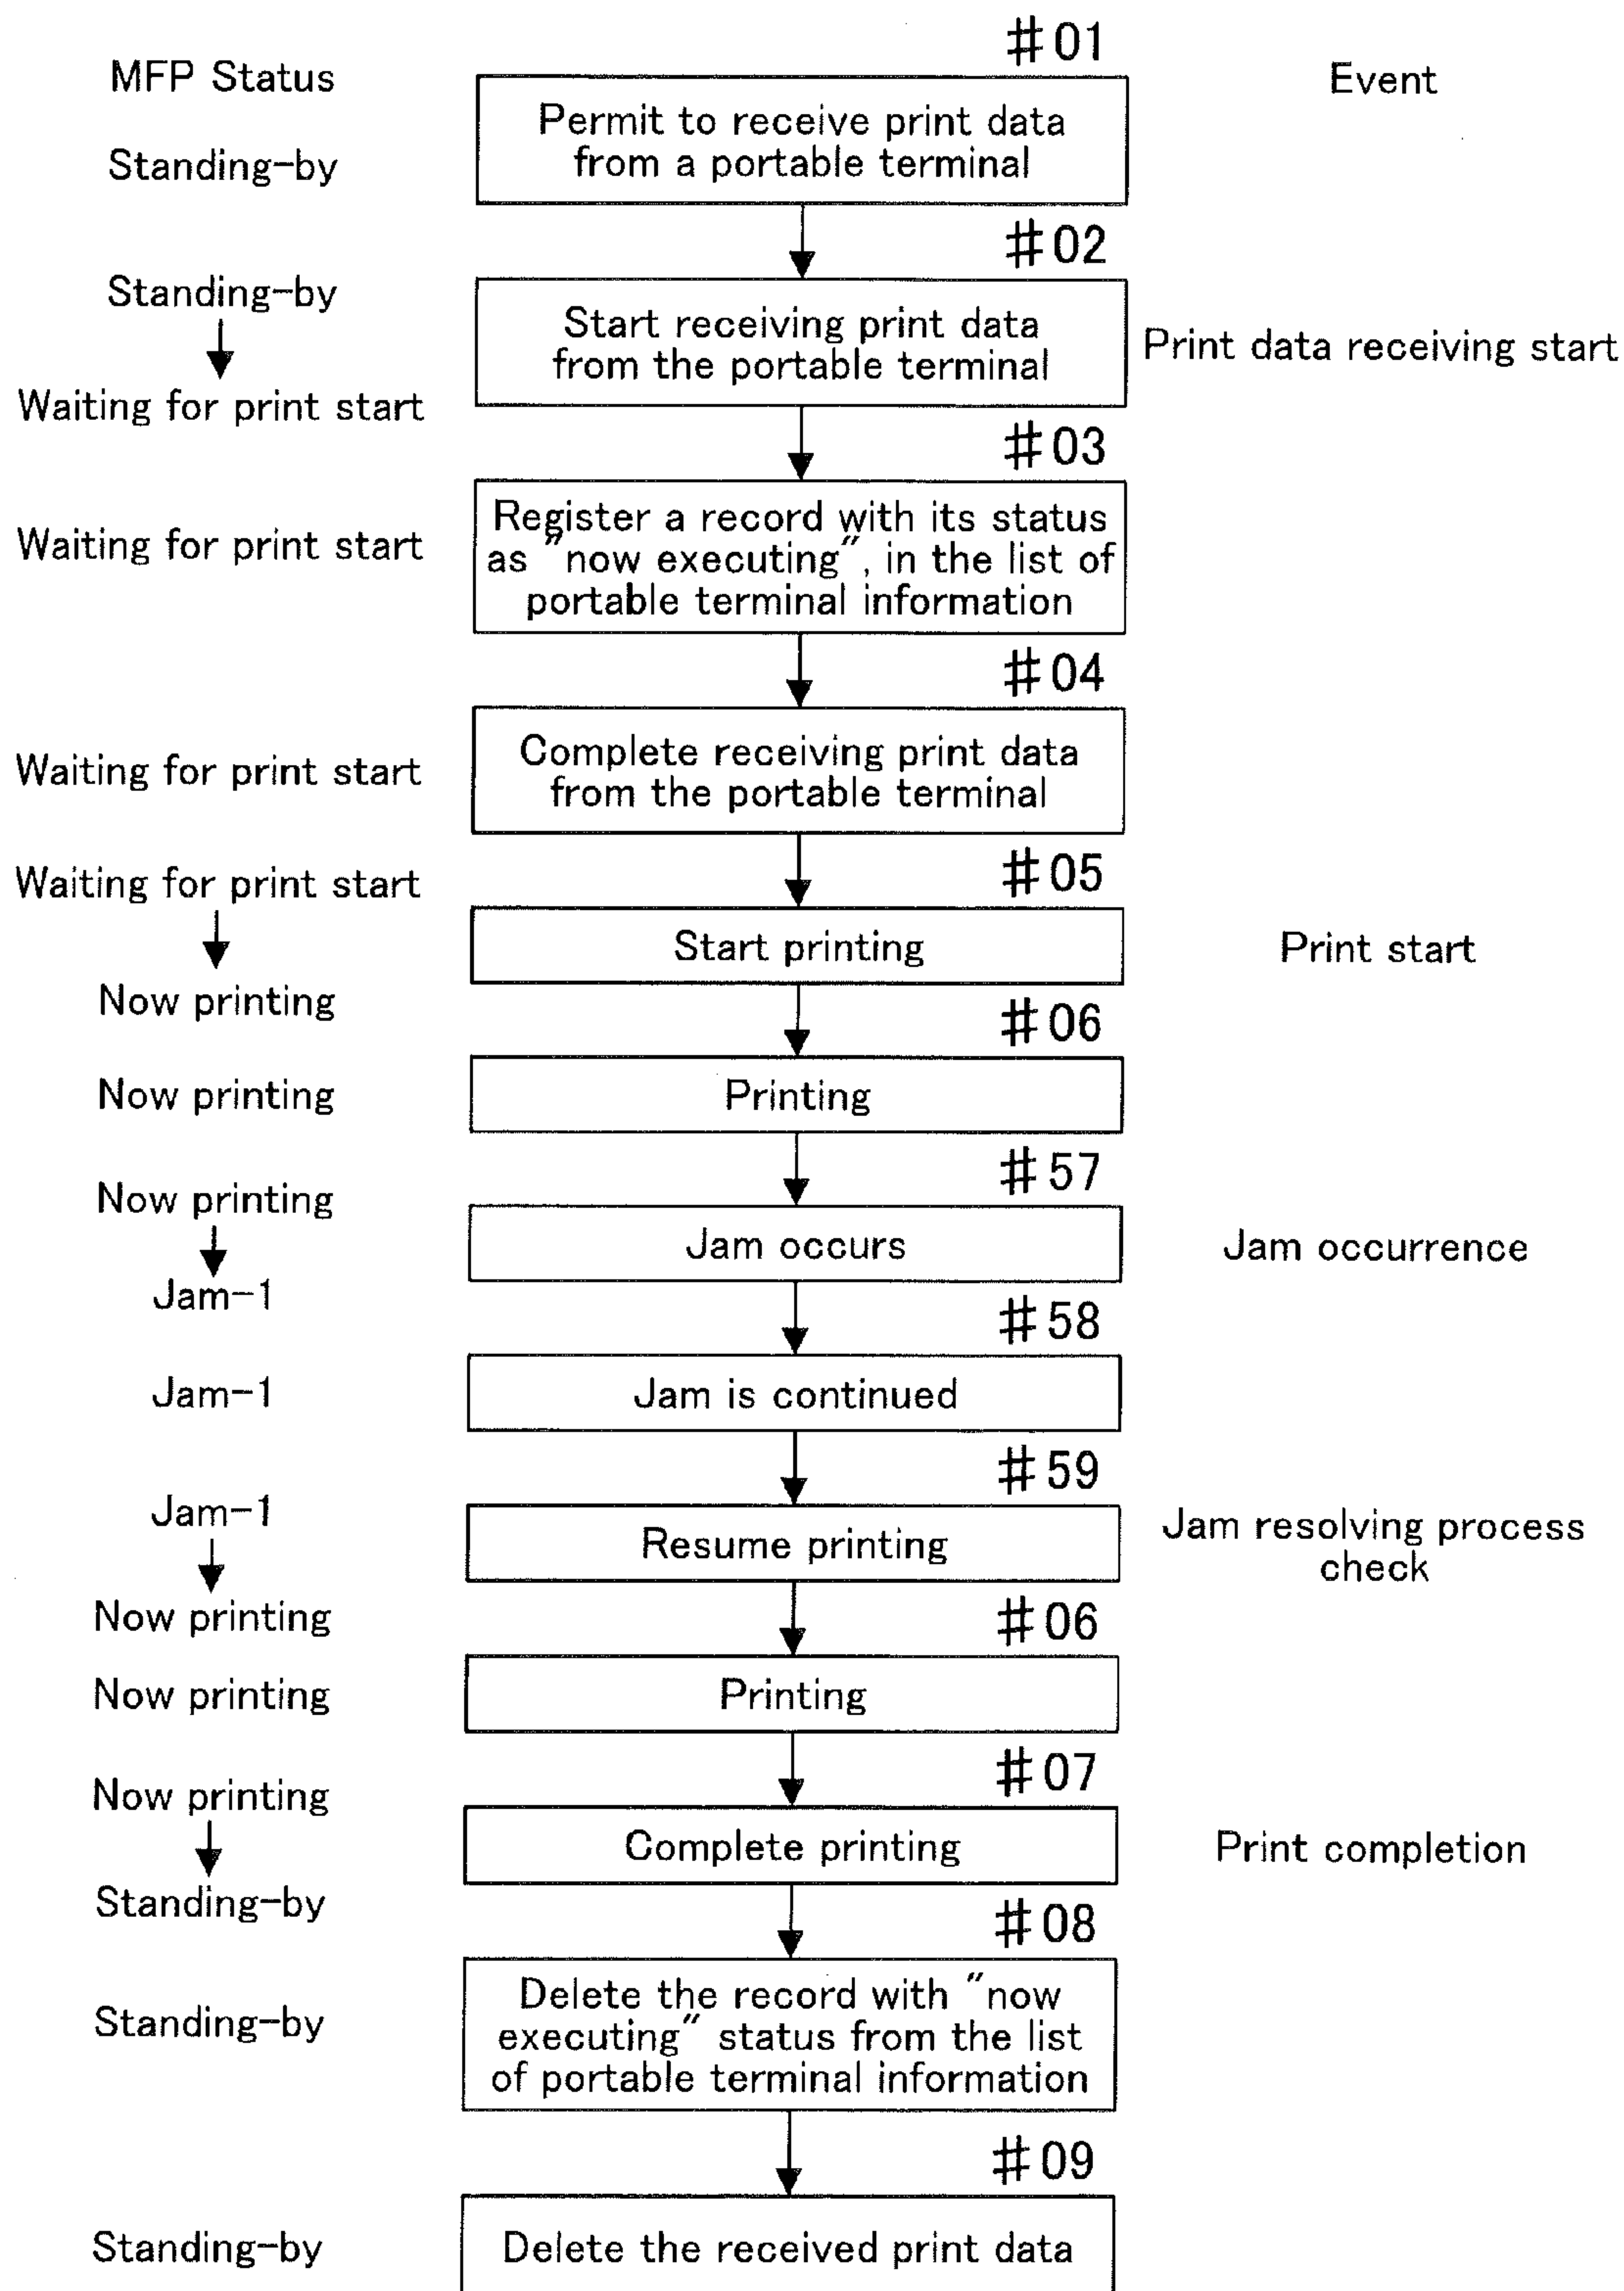 MFP Status
#01
Event
Standing-by
Permit to receive print data
from a portable terminal
#02
Standing-by
Waiting for print start
Start receiving print data
from the portable terminal
Print data receiving start
#03
Waiting for print start
Register a record with its status
as "now executing", in the list of
portable terminal information
#04
Waiting for print start
Complete receiving print data
from the portable terminal
#05
Waiting for print start
Now printing
Start printing
Print start
#06
Now printing
Printing
#57
Now printing
Jam-1
Jam occurs
Jam occurrence
#58
Jam-1
Jam is continued
#59
Jam-1
Now printing
Resume printing
Jam resolving process
check
#06
Now printing
Printing
#07
Now printing
Standing-by
Complete printing
Print completion
#08
Standing-by
Delete the record with "now
executing" status from the list
of portable terminal information
#09
Standing-by
Delete the received print data